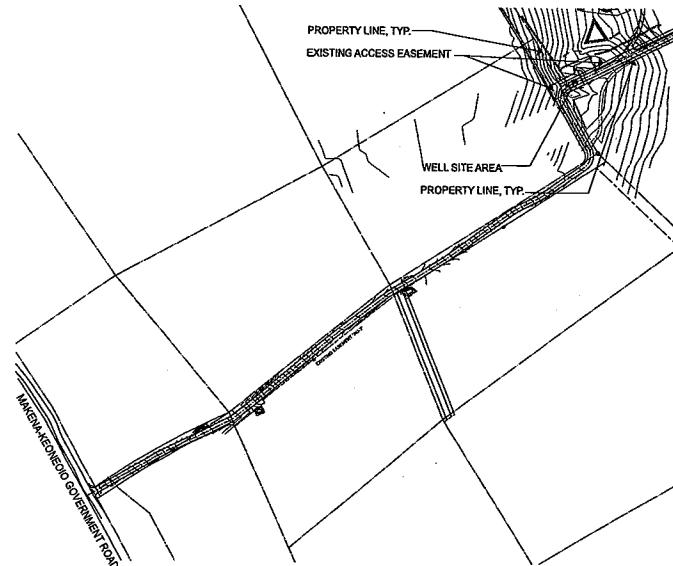 PROPERTY LINE, TYP.
EXISTING ACCESS EASEMENT
WELL SITE AREA
PROPERTY LINE, TYP.
MAKENA-KEONEOIO GOVERNMENT ROAD